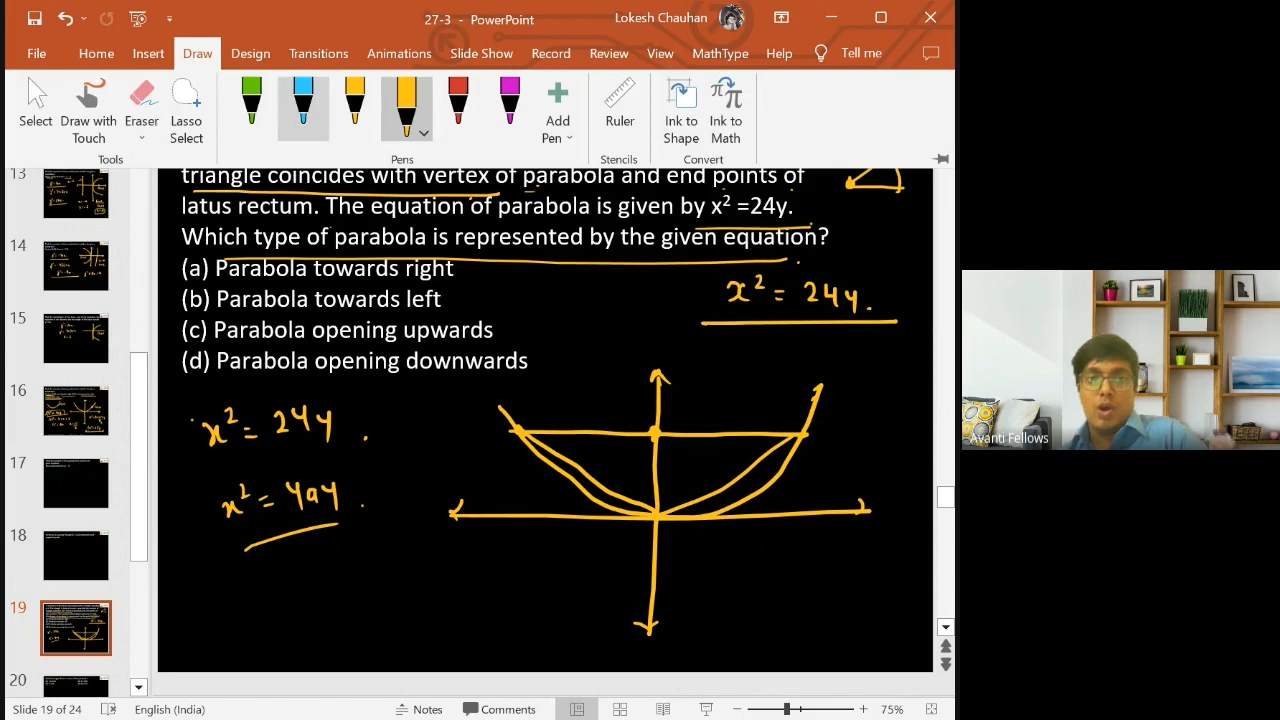 27-3 - PowerPoint
Lokesh Chauhan
File Home Insert Draw Design Transitions Animations Slide Show Record Review View MathType Help Tell me
Select Draw with Touch Eraser Lasso Select Add Pen Ruler Ink to Shape Ink to Math
Tools Pens Stencils Convert
13
14
15
16
17
18
19
20
triangle coincides with vertex of parabola and end points of
latus rectum. The equation of parabola is given by x² =24y.
Which type of parabola is represented by the given equation?
(a) Parabola towards right
(b) Parabola towards left
(c) Parabola opening upwards
(d) Parabola opening downwards
x² = 24y.
x² = 24y.
x² = 4ay.
Avanti Fellows
Slide 19 of 24 English (India) Notes Comments 75%